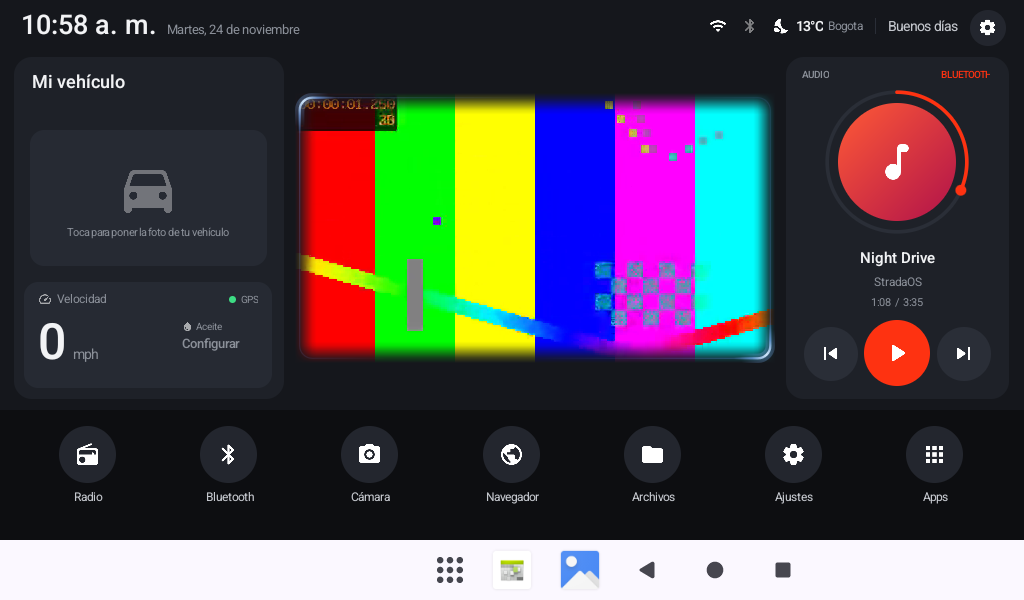 10:58 a. m.
Martes, 24 de noviembre
13°C Bogota
Buenos días
Mi vehículo
Toca para poner la foto de tu vehículo
Velocidad
GPS
0 mph
Aceite
Configurar
0:00:01.250
AUDIO
BLUETOOTH
Night Drive
StradaOS
1:08 / 3:35
Radio
Bluetooth
Cámara
Navegador
Archivos
Ajustes
Apps